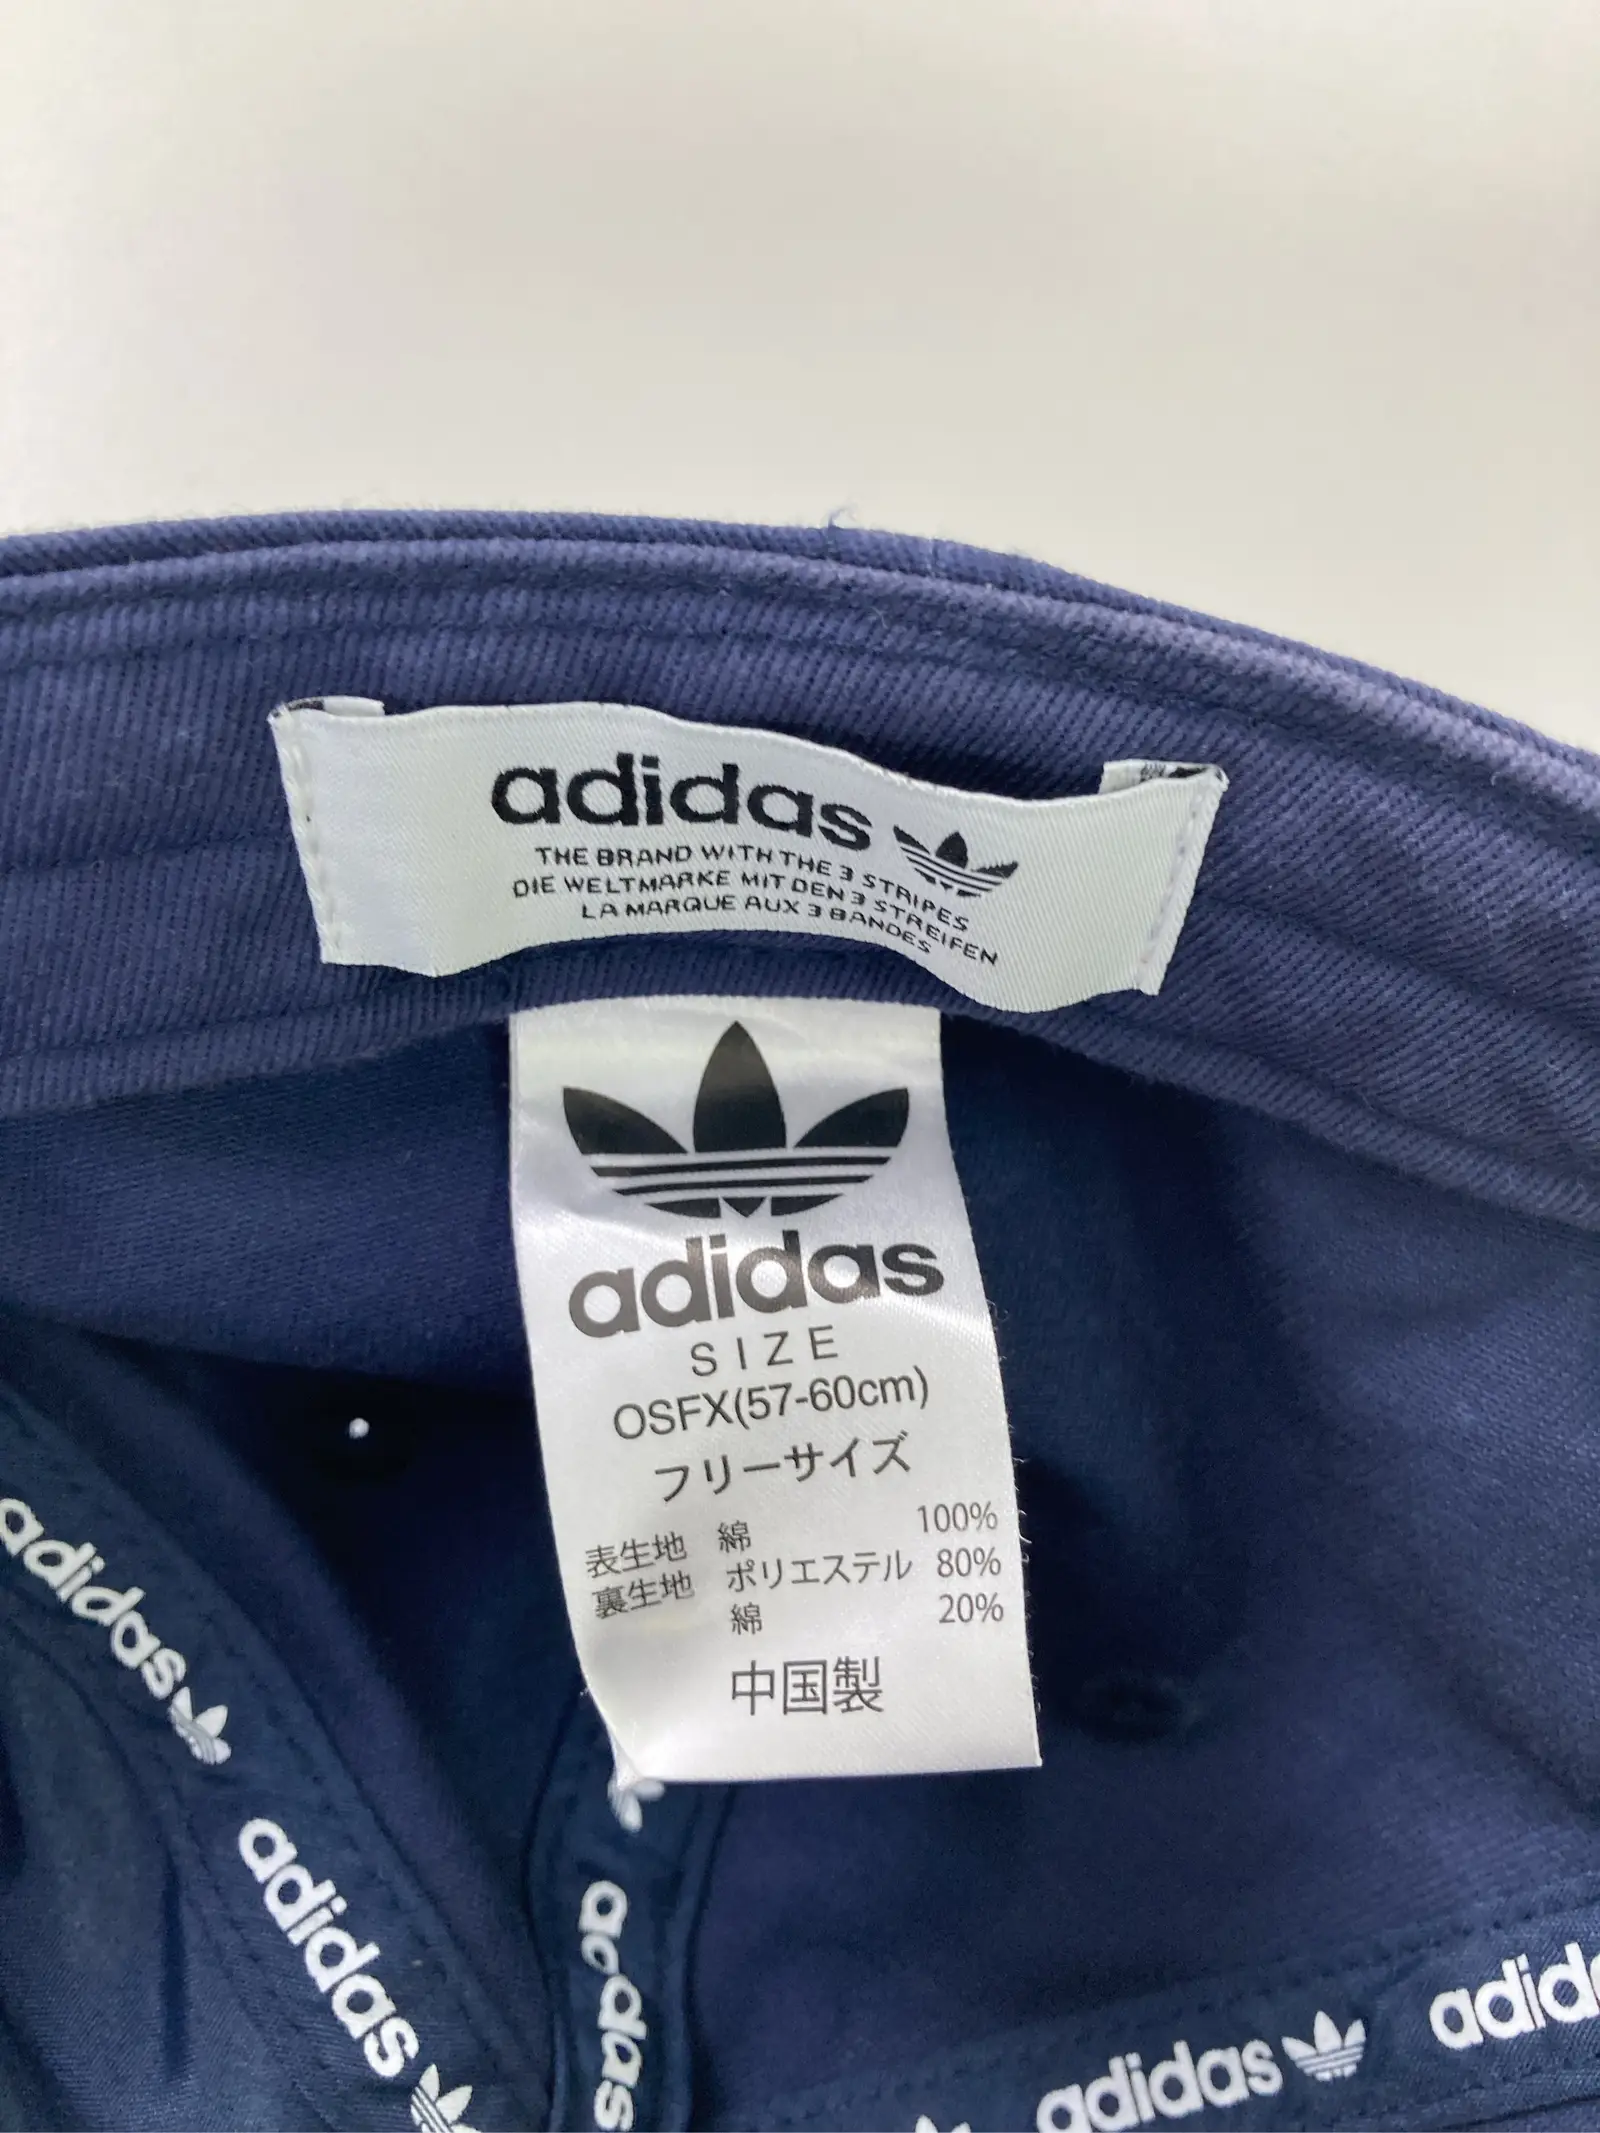 adidas
THE BRAND WITH THE 3 STRIPES
DIE WELTMARKE MIT DEN 3 STREIFEN
LA MARQUE AUX 3 BANDES
adidas
SIZE
OSFX(57-60cm)
フリーサイズ
表生地 綿 100%
裏生地 ポリエステル 80%
綿 20%
中国製
adidas
adidas
adidas
adidas
adid